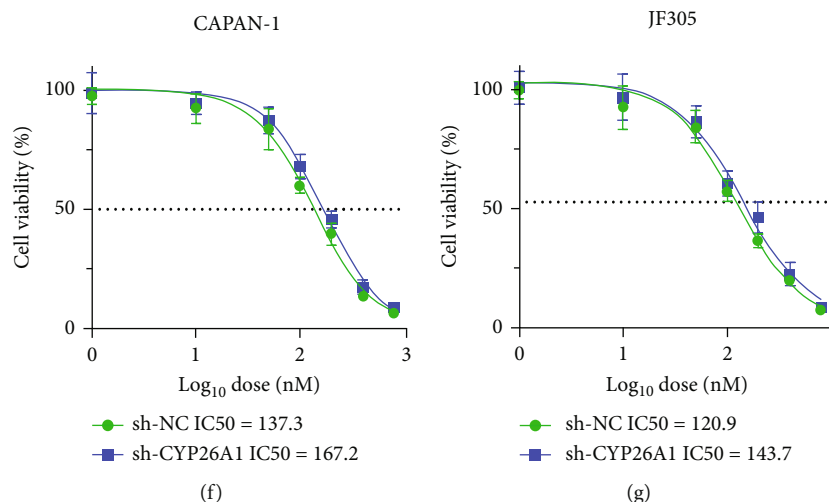 CAPAN-1
Cell viability (%)
100
50
0
0 1 2 3
Log10 dose (nM)
sh-NC IC50 = 137.3
sh-CYP26A1 IC50 = 167.2
(f)
JF305
Cell viability (%)
100
50
0
0 1 2
Log10 dose (nM)
sh-NC IC50 = 120.9
sh-CYP26A1 IC50 = 143.7
(g)